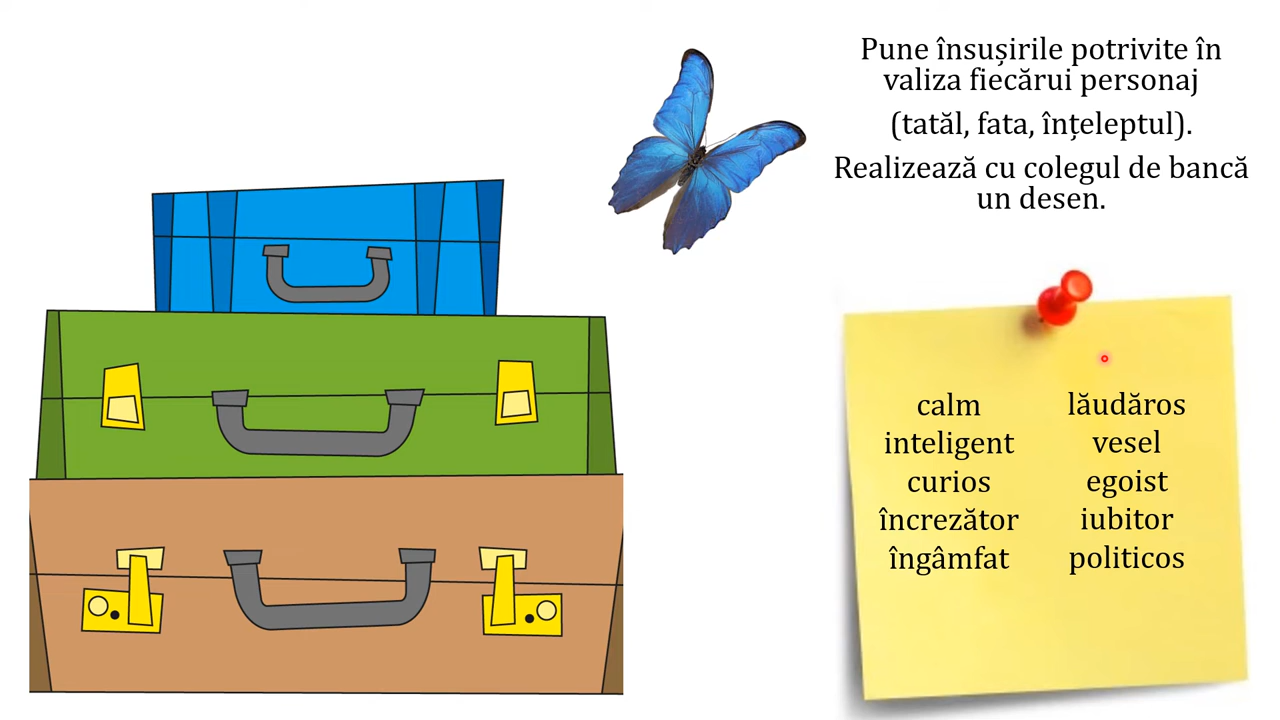 Pune însușirile potrivite în
valiza fiecărui personaj
(tatăl, fata, înțeleptul).
Realizează cu colegul de bancă
un desen.
calm
inteligent
curios
încrezător
îngâmfat
lăudăros
vesel
egoist
iubitor
politicos